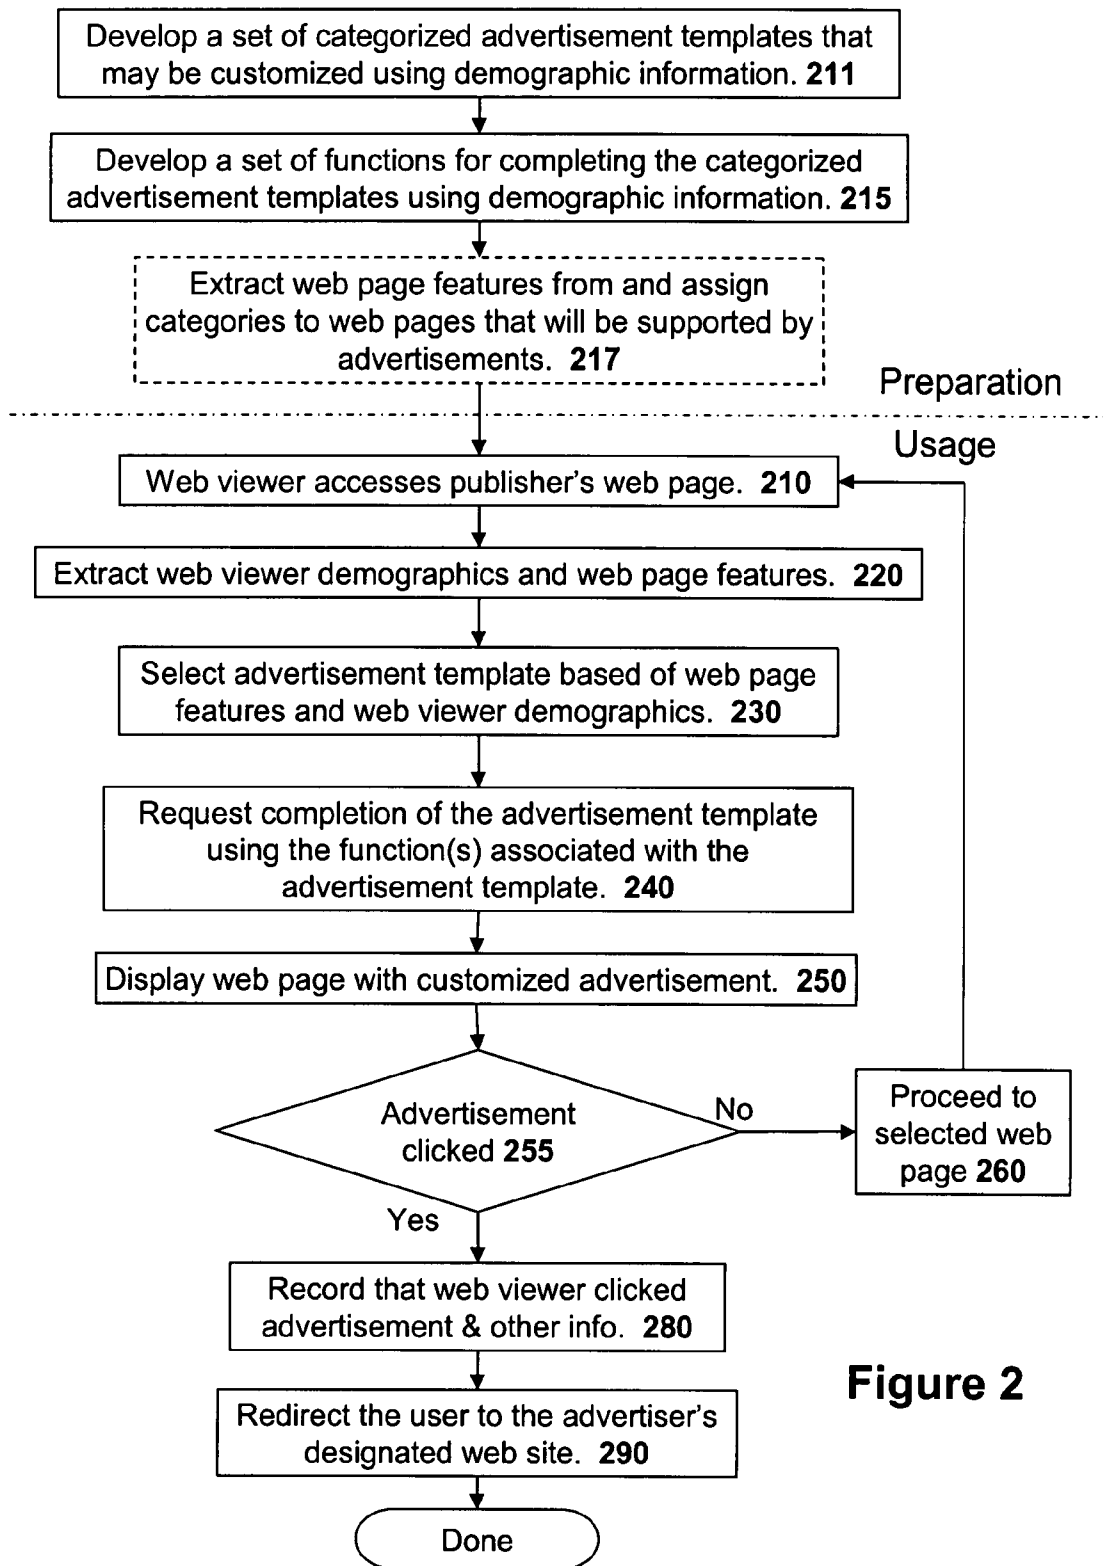 Develop a set of categorized advertisement templates that
may be customized using demographic information. 211
Develop a set of functions for completing the categorized
advertisement templates using demographic information. 215
Extract web page features from and assign
categories to web pages that will be supported by
advertisements. 217
Preparation
Usage
Web viewer accesses publisher's web page. 210
Extract web viewer demographics and web page features. 220
Select advertisement template based of web page
features and web viewer demographics. 230
Request completion of the advertisement template
using the function(s) associated with the
advertisement template. 240
Display web page with customized advertisement. 250
Advertisement
clicked 255
No
Proceed to
selected web
page 260
Yes
Record that web viewer clicked
advertisement & other info. 280
Redirect the user to the advertiser's
designated web site. 290
Figure 2
Done